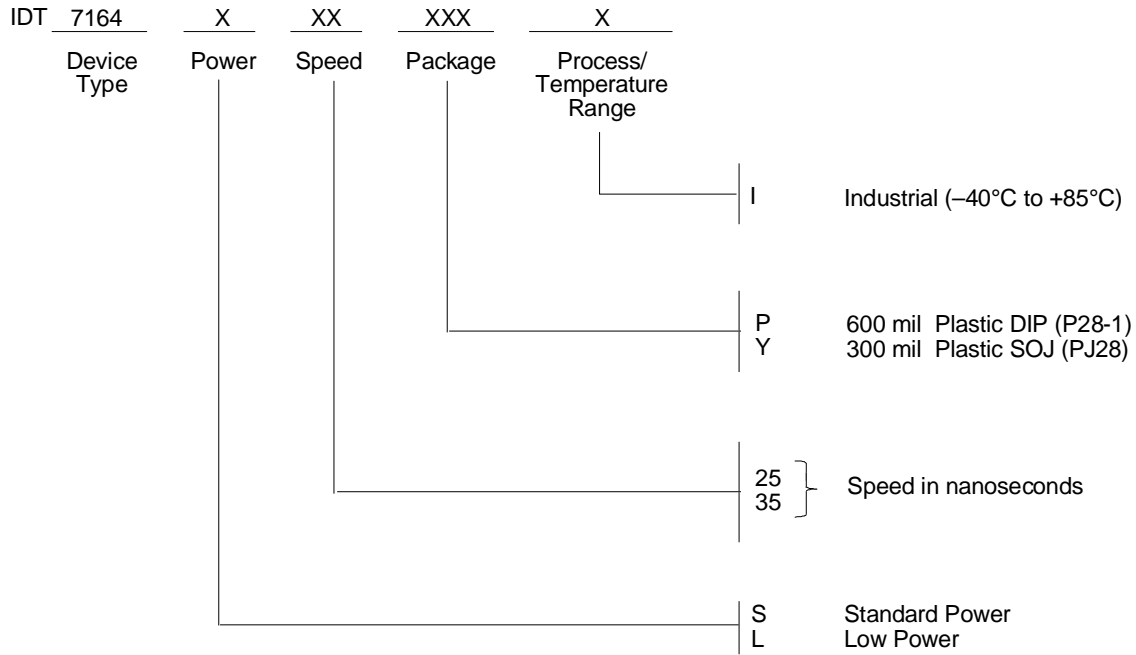 IDT 7164 X XX XXX X
Device Type
Power
Speed
Package
Process/
Temperature
Range
I Industrial (–40°C to +85°C)
P 600 mil Plastic DIP (P28-1)
Y 300 mil Plastic SOJ (PJ28)
25
35
Speed in nanoseconds
S Standard Power
L Low Power